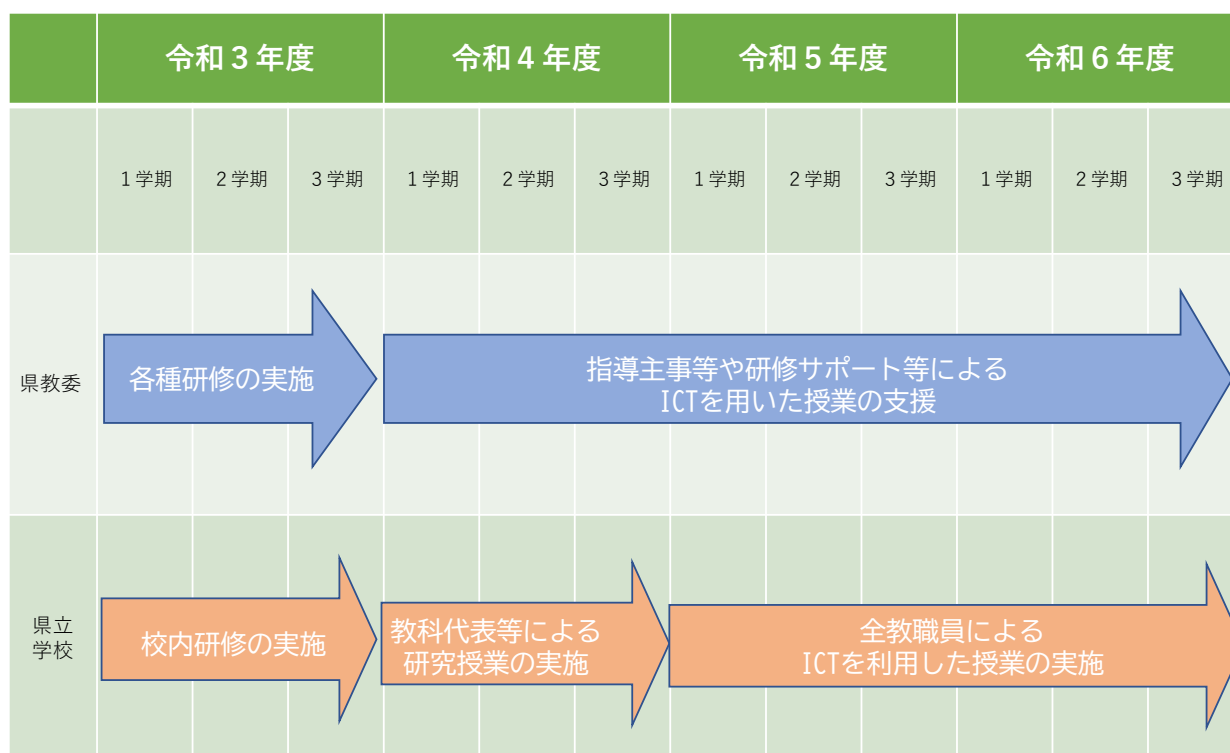 令和３年度 令和４年度 令和５年度 令和６年度
１学期 ２学期 ３学期 １学期 ２学期 ３学期 １学期 ２学期 ３学期 １学期 ２学期 ３学期
県教委
各種研修の実施
指導主事等や研修サポート等による
ICTを用いた授業の支援
県立
学校
校内研修の実施
教科代表等による
研究授業の実施
全教職員による
ICTを利用した授業の実施